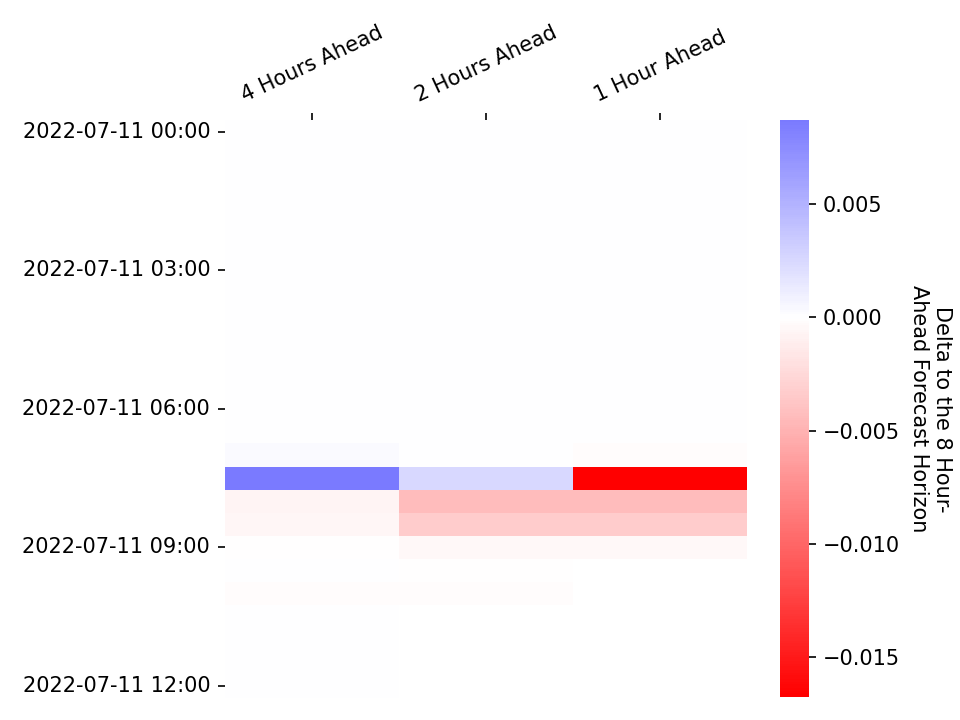 4 Hours Ahead
2 Hours Ahead
1 Hour Ahead
2022-07-11 00:00
2022-07-11 03:00
2022-07-11 06:00
2022-07-11 09:00
2022-07-11 12:00
0.005
0.000
−0.005
−0.010
−0.015
Delta to the 8 Hour-
Ahead Forecast Horizon